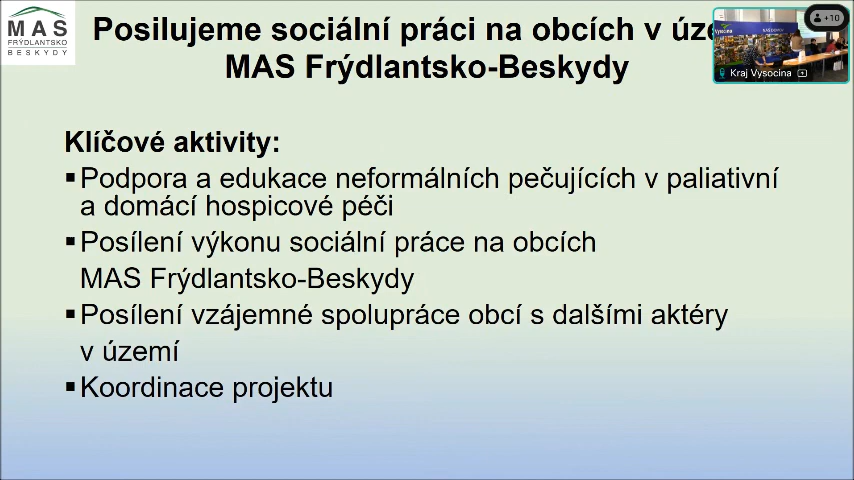 MAS
FRÝDLANTSKO
BESKYDY
Posilujeme sociální práci na obcích v úze
MAS Frýdlantsko-Beskydy
+10
Kraj Vysočina
Klíčové aktivity:
▪Podpora a edukace neformálních pečujících v paliativní
a domácí hospicové péči
▪Posílení výkonu sociální práce na obcích
MAS Frýdlantsko-Beskydy
▪Posílení vzájemné spolupráce obcí s dalšími aktéry
v území
▪Koordinace projektu